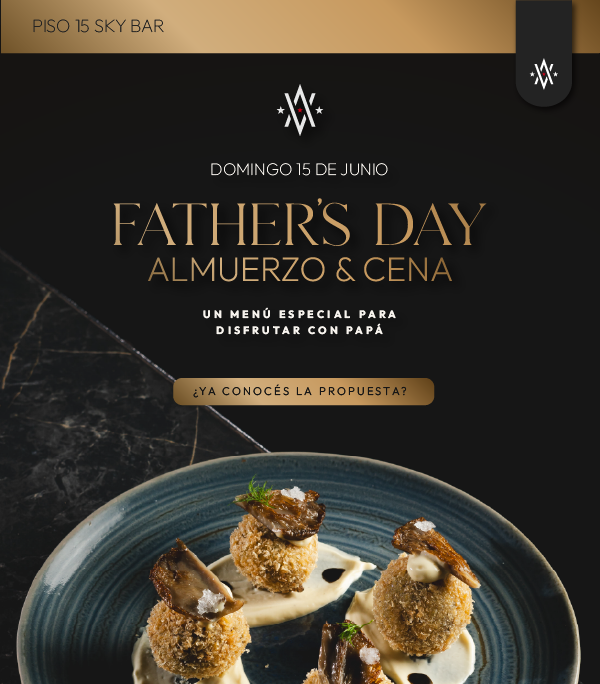 PISO 15 SKY BAR
DOMINGO 15 DE JUNIO
FATHER'S DAY
ALMUERZO & CENA
UN MENÚ ESPECIAL PARA
DISFRUTAR CON PAPÁ
¿YA CONOCÉS LA PROPUESTA?